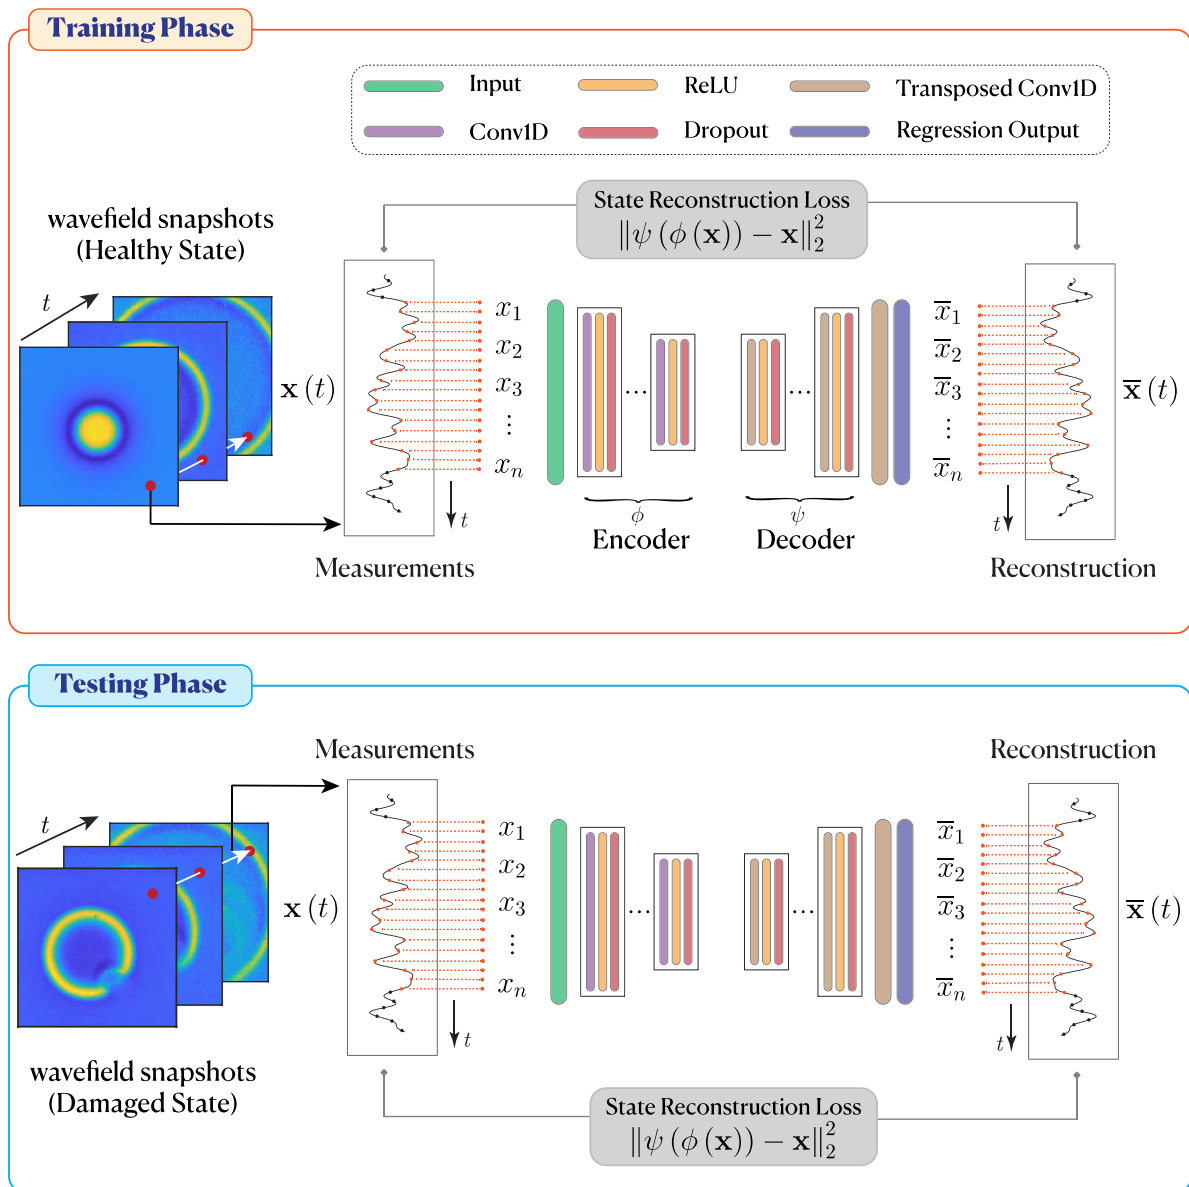 Training Phase
Input
ReLU
Transposed Conv1D
Conv1D
Dropout
Regression Output
State Reconstruction Loss
‖ψ (ϕ (x)) − x‖₂²
wavefield snapshots
(Healthy State)
t
x (t)
x₁
x₂
x₃
⋮
xₙ
t
Measurements
...
ϕ
Encoder
...
ψ
Decoder
x̅₁
x̅₂
x̅₃
⋮
x̅ₙ
t
x̅ (t)
Reconstruction
Testing Phase
Measurements
Reconstruction
t
x (t)
x₁
x₂
x₃
⋮
xₙ
t
...
...
x̅₁
x̅₂
x̅₃
⋮
x̅ₙ
t
x̅ (t)
wavefield snapshots
(Damaged State)
State Reconstruction Loss
‖ψ (ϕ (x)) − x‖₂²